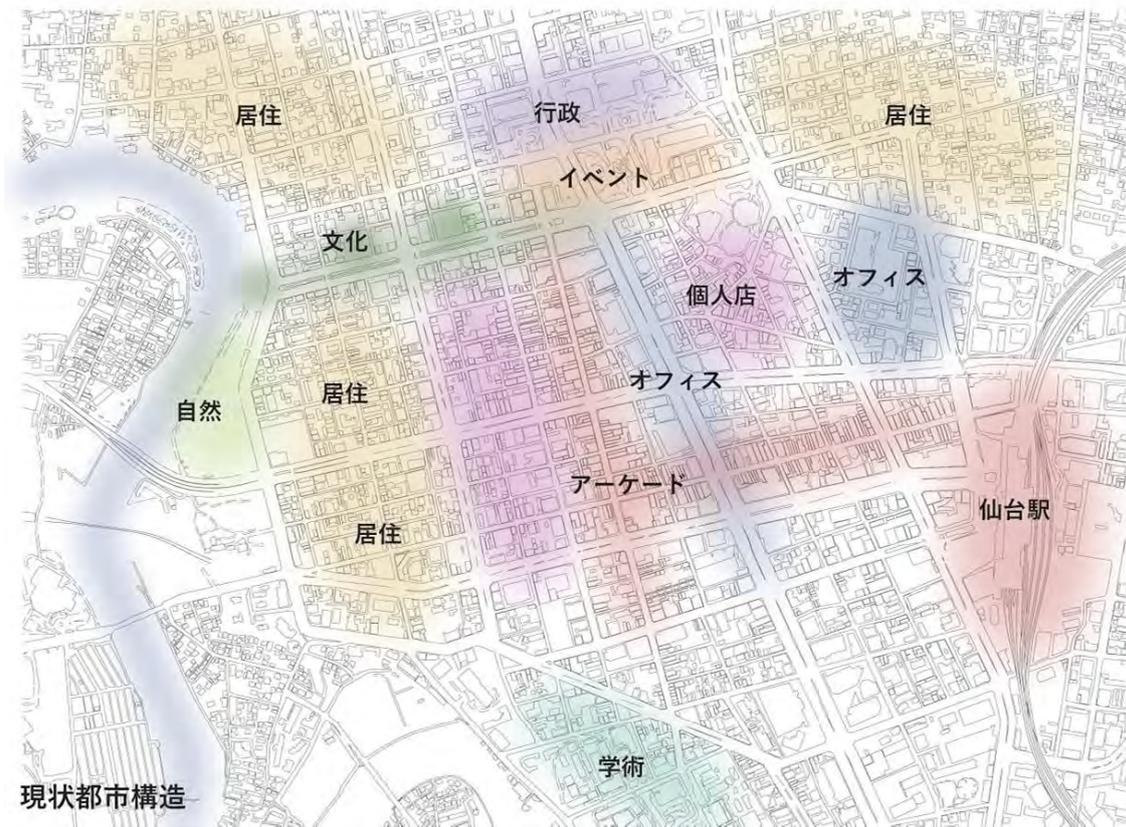 居住
行政
居住
イベント
文化
個人店
オフィス
自然
居住
オフィス
アーケード
仙台駅
居住
学術
現状都市構造